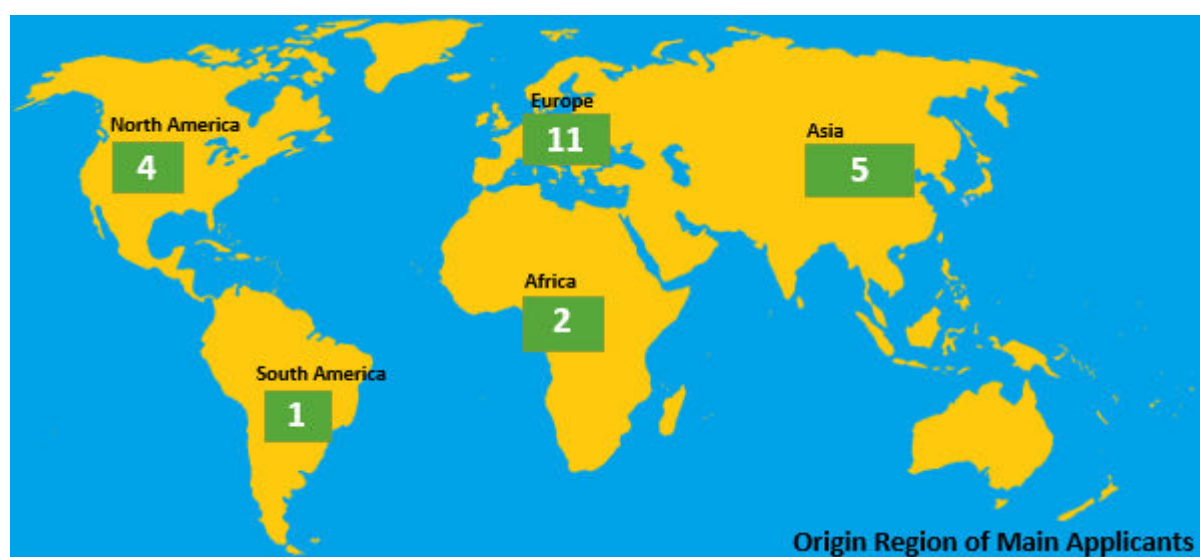 Europe
11
North America
4
Asia
5
Africa
2
South America
1
Origin Region of Main Applicants